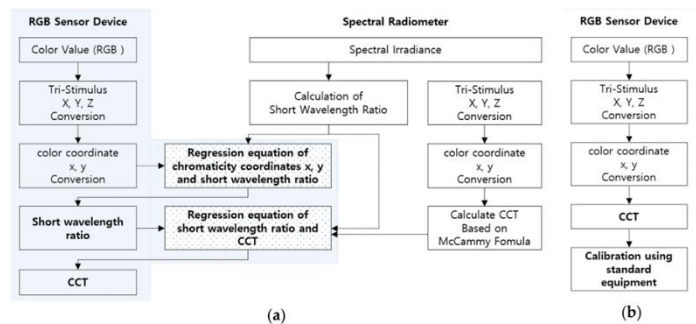 RGB Sensor Device
Color Value (RGB )
Tri-Stimulus
X, Y, Z
Conversion
color coordinate
x, y
Conversion
Short wavelength
ratio
CCT
Spectral Radiometer
Spectral Irradiance
Calculation of
Short Wavelength Ratio
Regression equation of
chromaticity coordinates x, y
and short wavelength ratio
Regression equation of
short wavelength ratio and
CCT
Tri-Stimulus
X, Y, Z
Conversion
color coordinate
x, y
Conversion
Calculate CCT
Based on
McCammy Fomula
(a)
RGB Sensor Device
Color Value (RGB)
Tri-Stimulus
X, Y, Z
Conversion
color coordinate
x, y
Conversion
CCT
Calibration using
standard
equipment
(b)